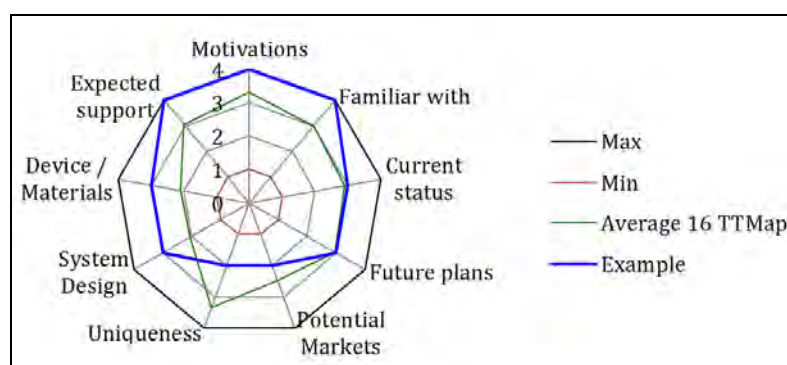 Motivations
4
3
2
1
0
Expected
support
Familiar with
Device /
Materials
Current
status
System
Design
Future plans
Uniqueness
Potential
Markets
Max
Min
Average 16 TTMap
Example